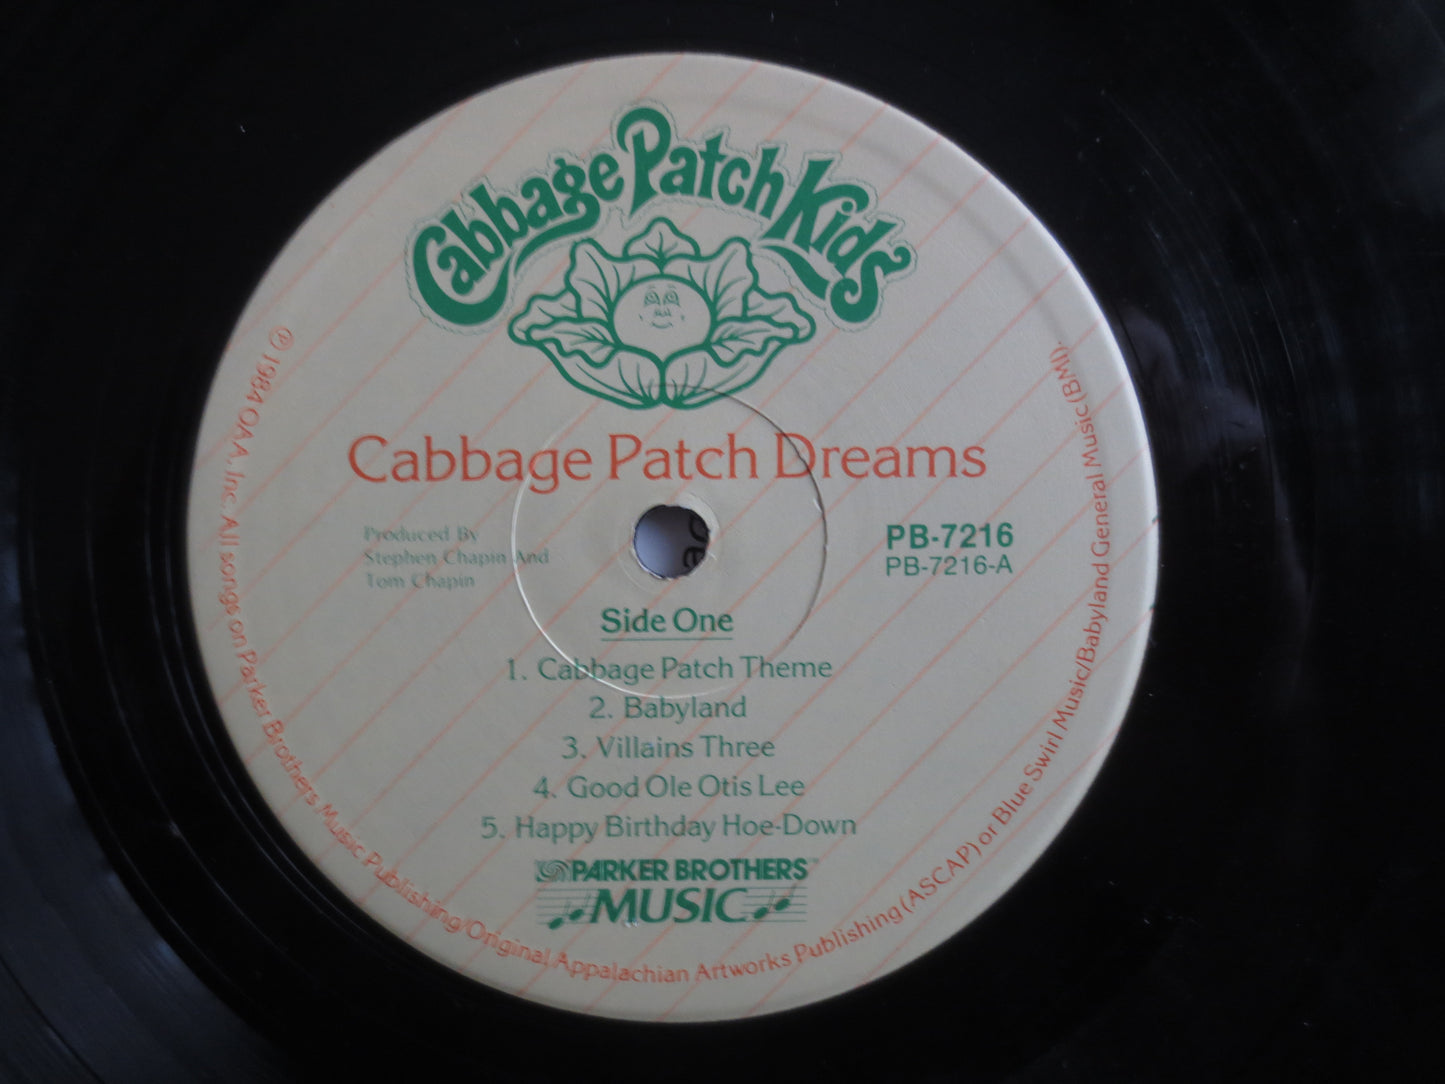 Cabbage Patch Kids
Cabbage Patch Dreams
Produced By
Stephen Chapin And
Tom Chapin
PB-7216
PB-7216-A
Side One
1. Cabbage Patch Theme
2. Babyland
3. Villains Three
4. Good Ole Otis Lee
5. Happy Birthday Hoe-Down
PARKER BROTHERS™
MUSIC
℗ 1984 OAA, Inc. All songs on Parker Brothers Music Publishing/Original Appalachian Artworks Publishing (ASCAP) or Blue Swirl Music/Babyland General Music (BMI).